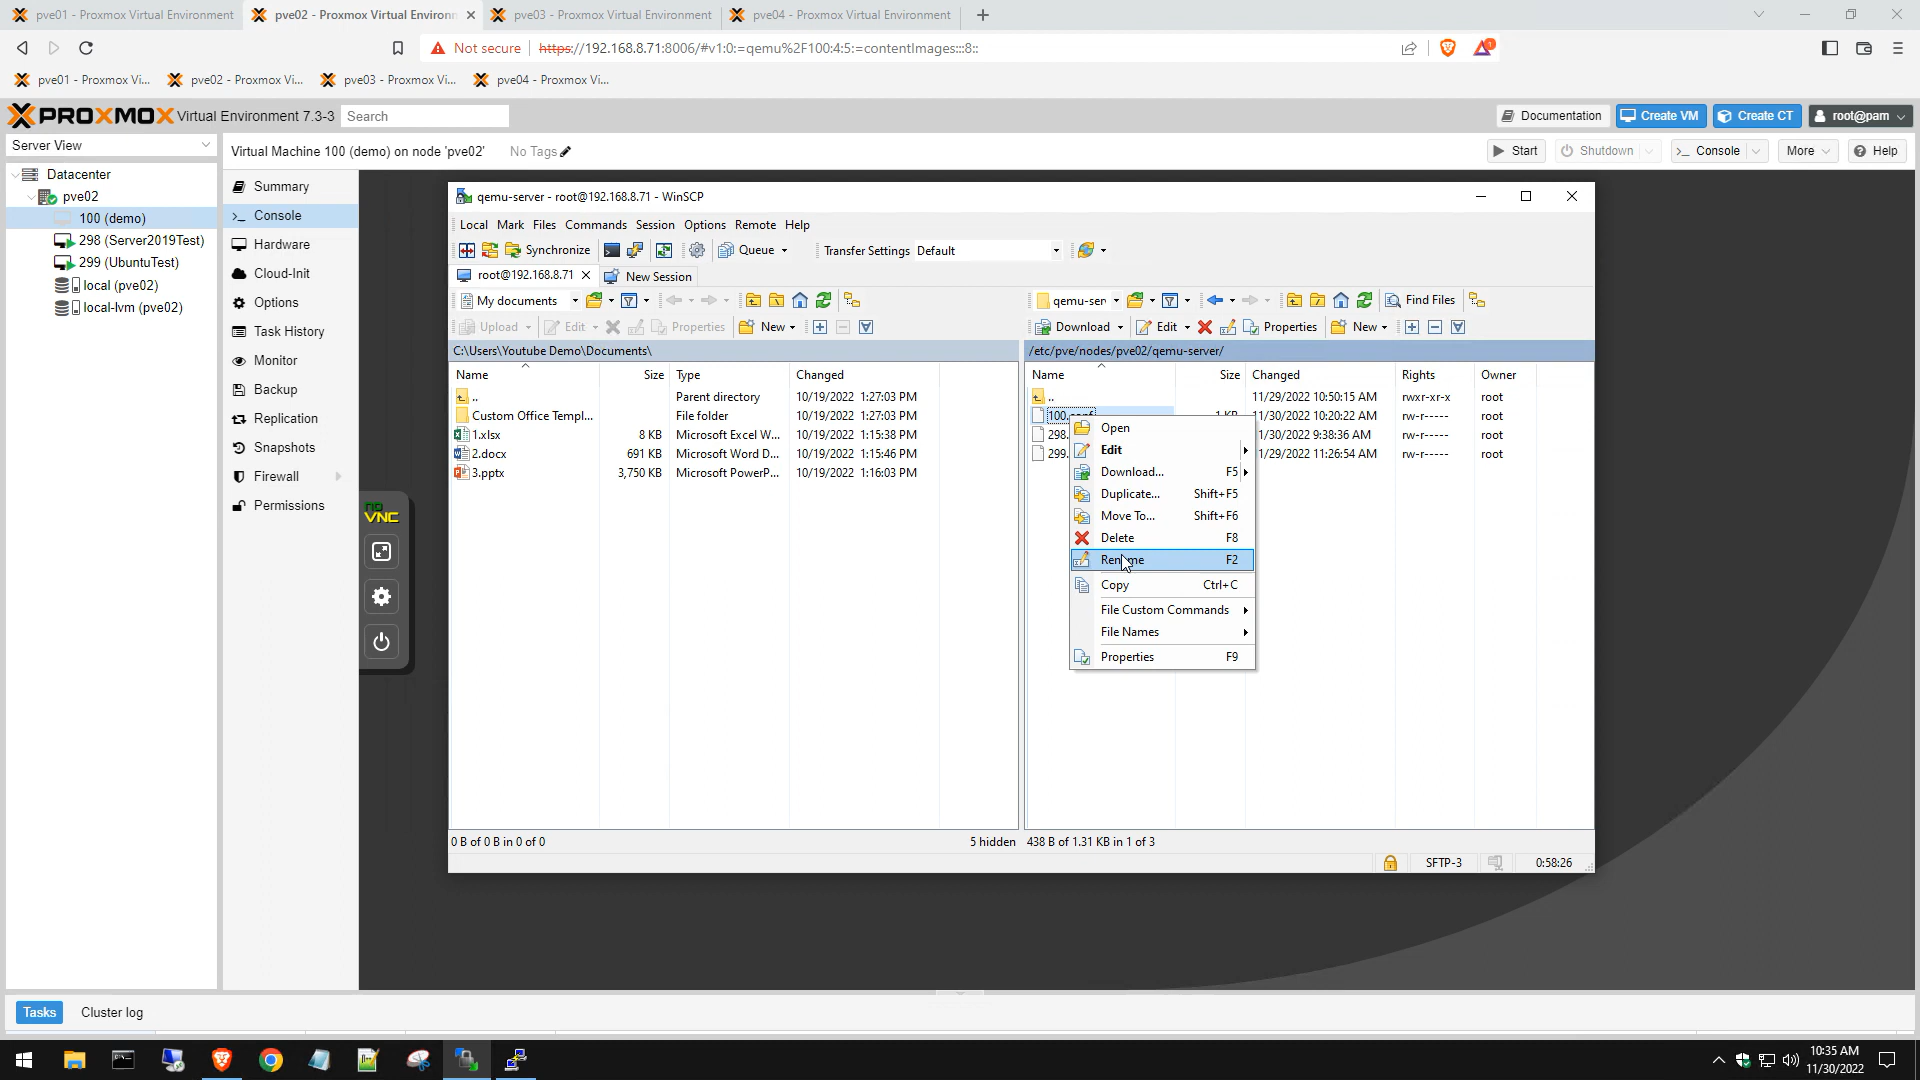 pve01 - Proxmox Virtual Environment
pve02 - Proxmox Virtual Environm
pve03 - Proxmox Virtual Environment
pve04 - Proxmox Virtual Environment
Not secure
https://192.168.8.71:8006/#v1:0:=qemu%2F100:4:5:=contentImages:::8::
pve01 - Proxmox Vi...
pve02 - Proxmox Vi...
pve03 - Proxmox Vi...
pve04 - Proxmox Vi...
PROXMOX Virtual Environment 7.3-3
Search
Documentation
Create VM
Create CT
root@pam
Server View
Virtual Machine 100 (demo) on node 'pve02'
No Tags
Start
Shutdown
Console
More
Help
Datacenter
pve02
100 (demo)
298 (Server2019Test)
299 (UbuntuTest)
local (pve02)
local-lvm (pve02)
Summary
Console
Hardware
Cloud-Init
Options
Task History
Monitor
Backup
Replication
Snapshots
Firewall
Permissions
no
VNC
qemu-server - root@192.168.8.71 - WinSCP
Local Mark Files Commands Session Options Remote Help
Synchronize
Queue
Transfer Settings Default
root@192.168.8.71
New Session
My documents
qemu-ser
Find Files
Upload
Edit
Properties
New
Download
Edit
Properties
New
C:\Users\Youtube Demo\Documents\
/etc/pve/nodes/pve02/qemu-server/
Name Size Type Changed
.. Parent directory 10/19/2022 1:27:03 PM
Custom Office Templ... File folder 10/19/2022 1:27:03 PM
1.xlsx 8 KB Microsoft Excel W... 10/19/2022 1:15:38 PM
2.docx 691 KB Microsoft Word D... 10/19/2022 1:15:46 PM
3.pptx 3,750 KB Microsoft PowerP... 10/19/2022 1:16:03 PM
Name Size Changed Rights Owner
.. 11/29/2022 10:50:15 AM rwxr-xr-x root
100.conf 1 KB 11/30/2022 10:20:22 AM rw-r----- root
298. 1/30/2022 9:38:36 AM rw-r----- root
299. 1/29/2022 11:26:54 AM rw-r----- root
Open
Edit
Download... F5
Duplicate... Shift+F5
Move To... Shift+F6
Delete F8
Rename F2
Copy Ctrl+C
File Custom Commands
File Names
Properties F9
0 B of 0 B in 0 of 0
5 hidden
438 B of 1.31 KB in 1 of 3
SFTP-3
0:58:26
Tasks
Cluster log
10:35 AM
11/30/2022